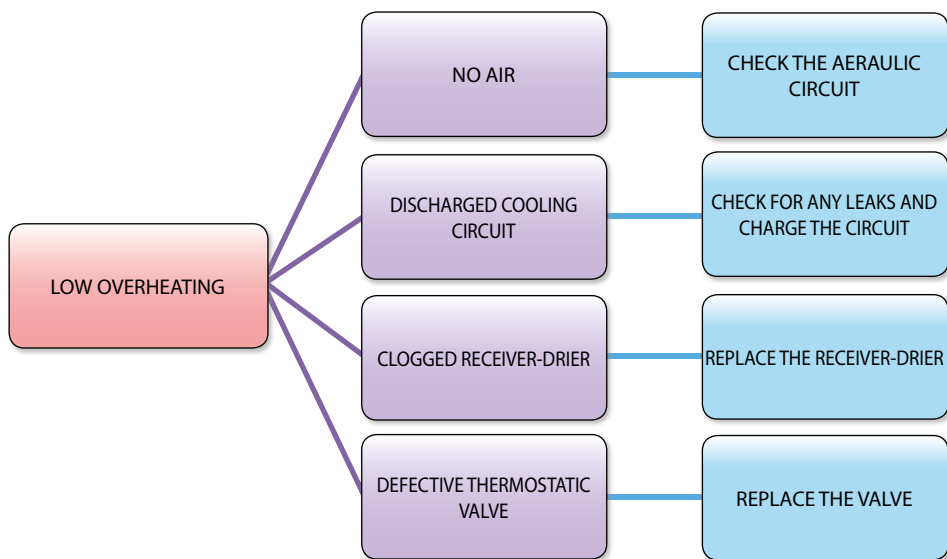 LOW OVERHEATING
NO AIR
CHECK THE AERAULIC
CIRCUIT
DISCHARGED COOLING
CIRCUIT
CHECK FOR ANY LEAKS AND
CHARGE THE CIRCUIT
CLOGGED RECEIVER-DRIER
REPLACE THE RECEIVER-DRIER
DEFECTIVE THERMOSTATIC
VALVE
REPLACE THE VALVE